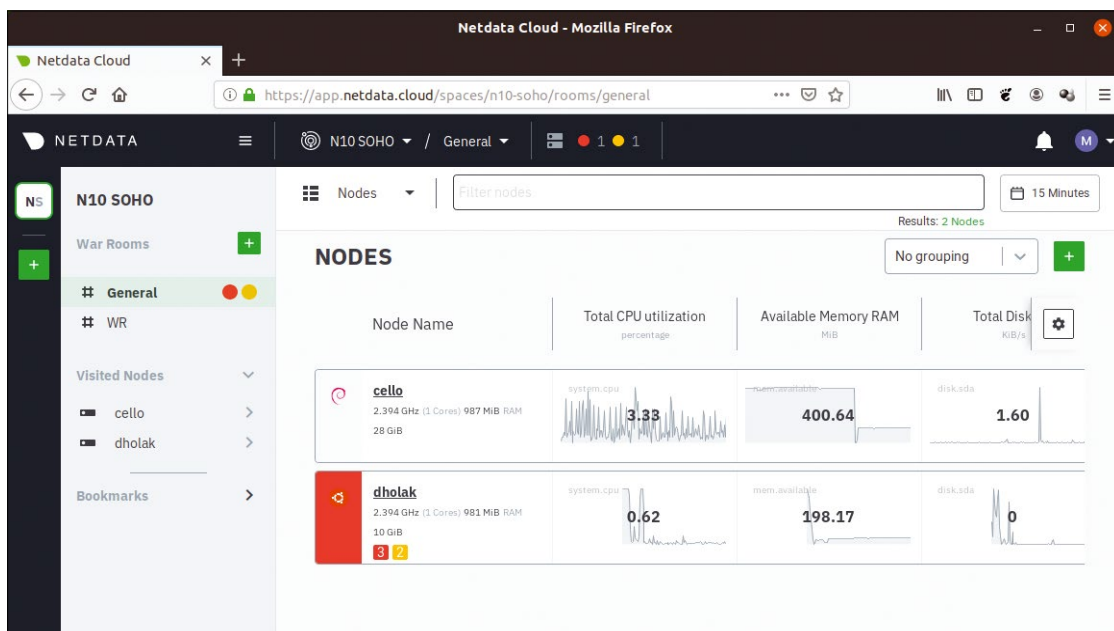 Netdata Cloud - Mozilla Firefox
Netdata Cloud
https://app.netdata.cloud/spaces/n10-soho/rooms/general
NETDATA
N10 SOHO / General
1 1
M
NS
N10 SOHO
War Rooms
General
WR
Visited Nodes
cello
dholak
Bookmarks
Nodes
Filter nodes
15 Minutes
Results: 2 Nodes
NODES
No grouping
Node Name
Total CPU utilization
percentage
Available Memory RAM
MiB
Total Disk
KiB/s
cello
2.394 GHz (1 Cores) 987 MiB RAM
28 GiB
system.cpu
3.33
mem.available
400.64
disk.sda
1.60
dholak
2.394 GHz (1 Cores) 981 MiB RAM
10 GiB
3 2
system.cpu
0.62
mem.available
198.17
disk.sda
0